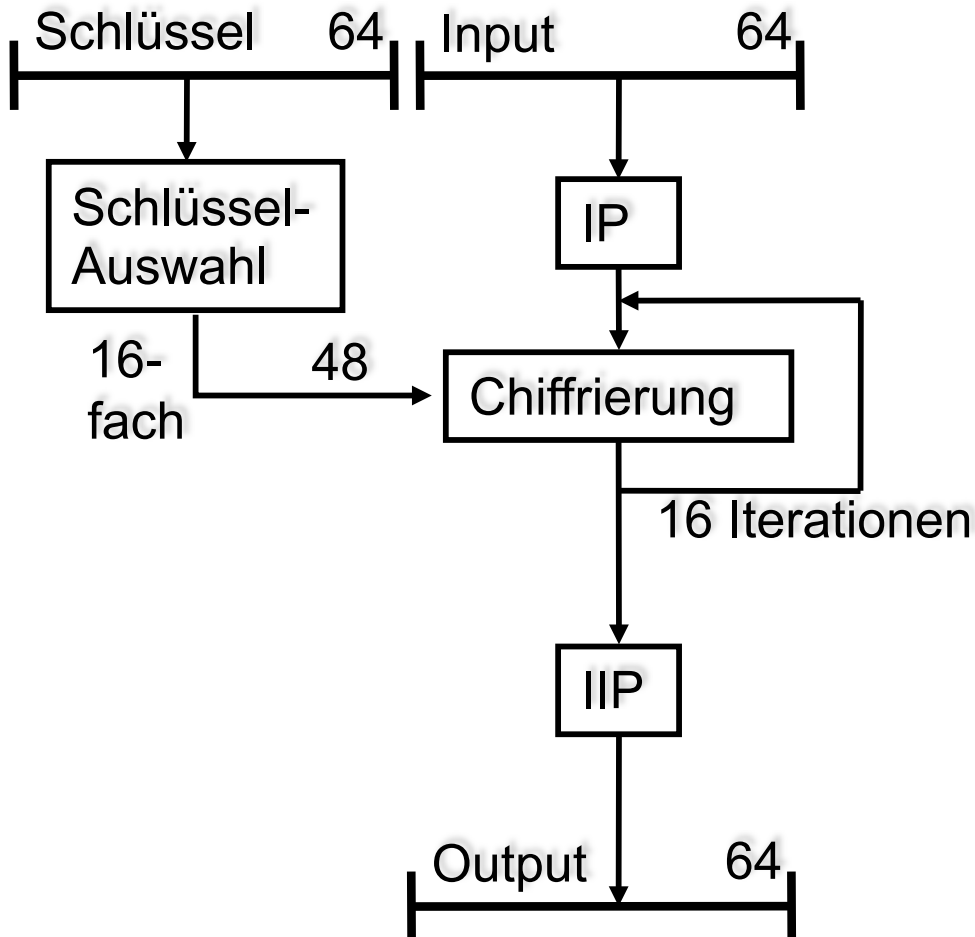 Schlüssel 64
Input 64
Schlüssel-
Auswahl
IP
16-
fach
48
Chiffrierung
16 Iterationen
IIP
Output 64